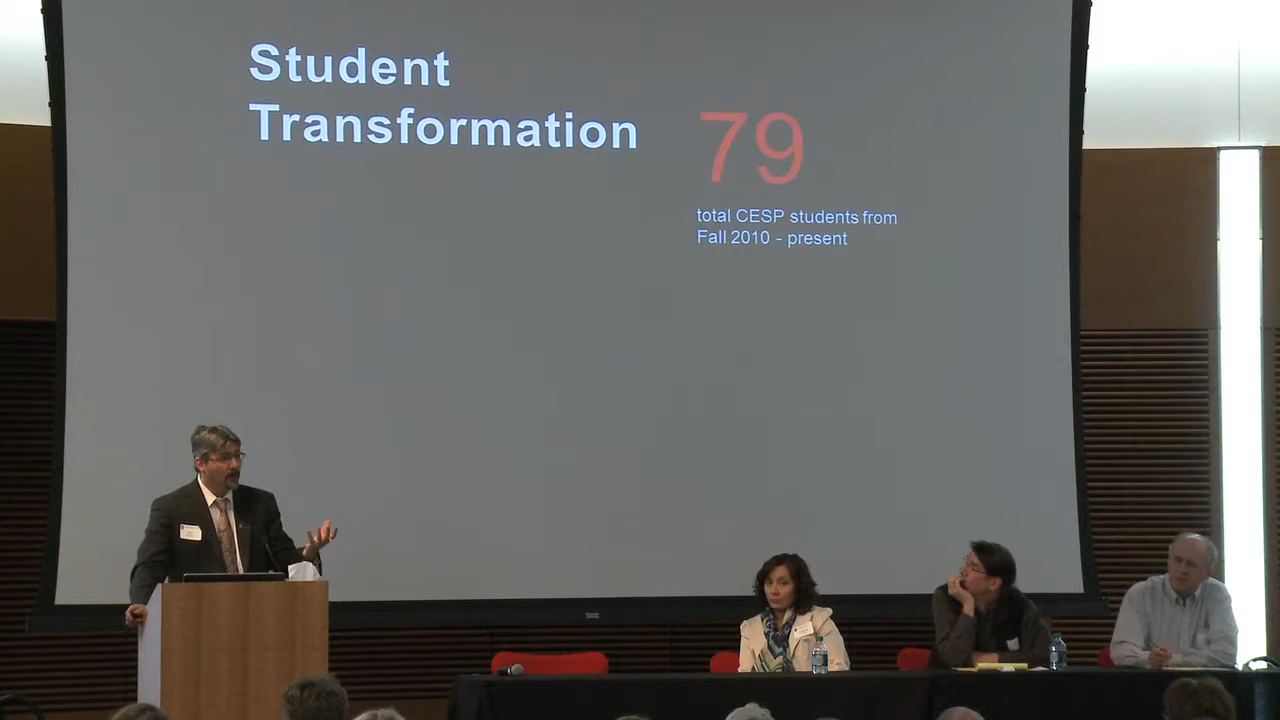 Student
Transformation
79
total CESP students from
Fall 2010 - present